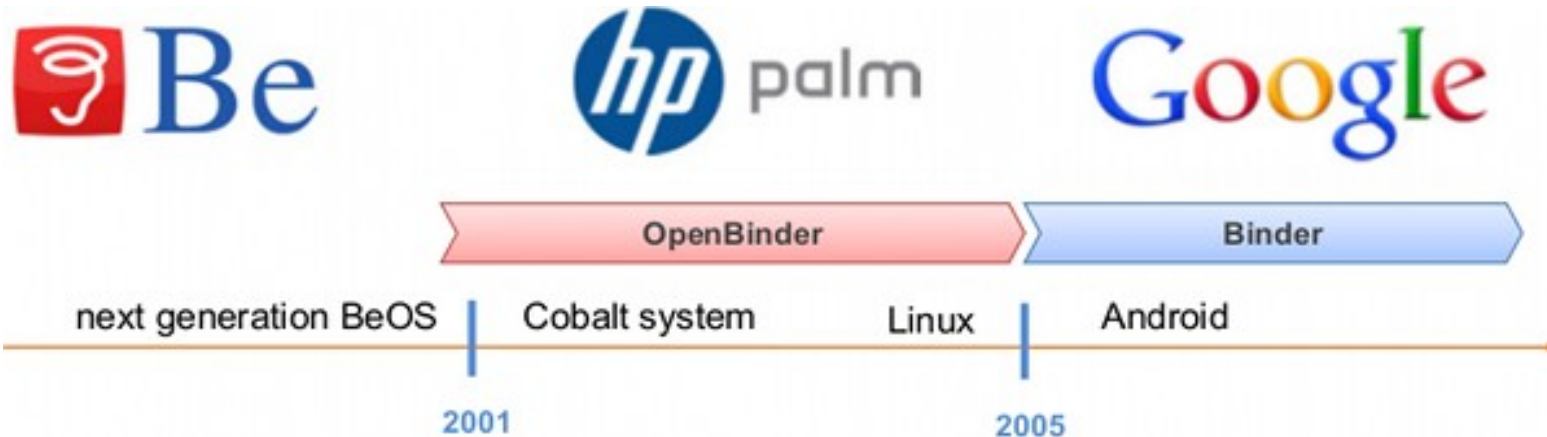 Be
hp palm
Google
OpenBinder
Binder
next generation BeOS
Cobalt system
Linux
Android
2001
2005